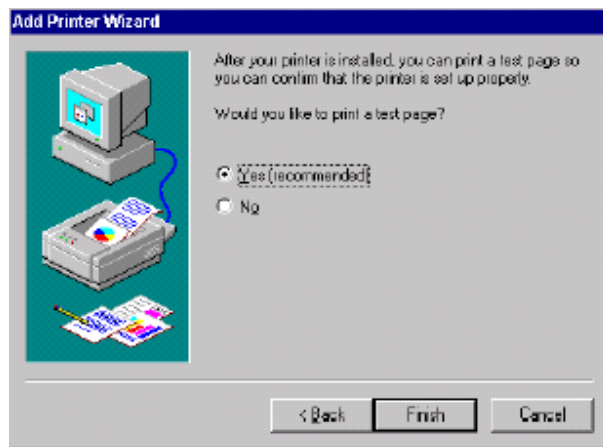 Add Printer Wizard
After your printer is installed, you can print a test page so
you can confirm that the printer is set up properly.
Would you like to print a test page?
Yes (recommended)
No
< Back
Finish
Cancel